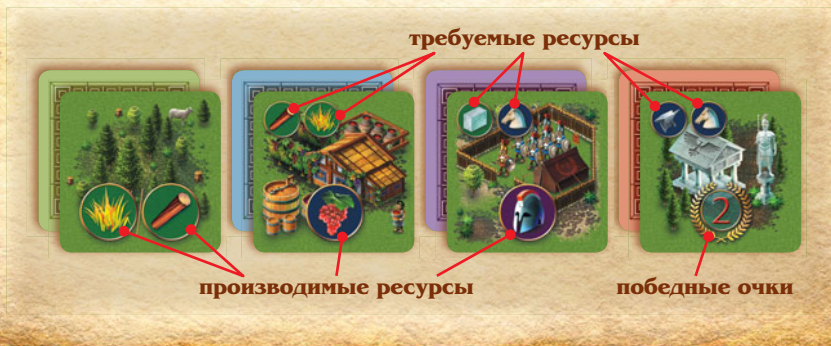 требуемые ресурсы
2
производимые ресурсы
победные очки